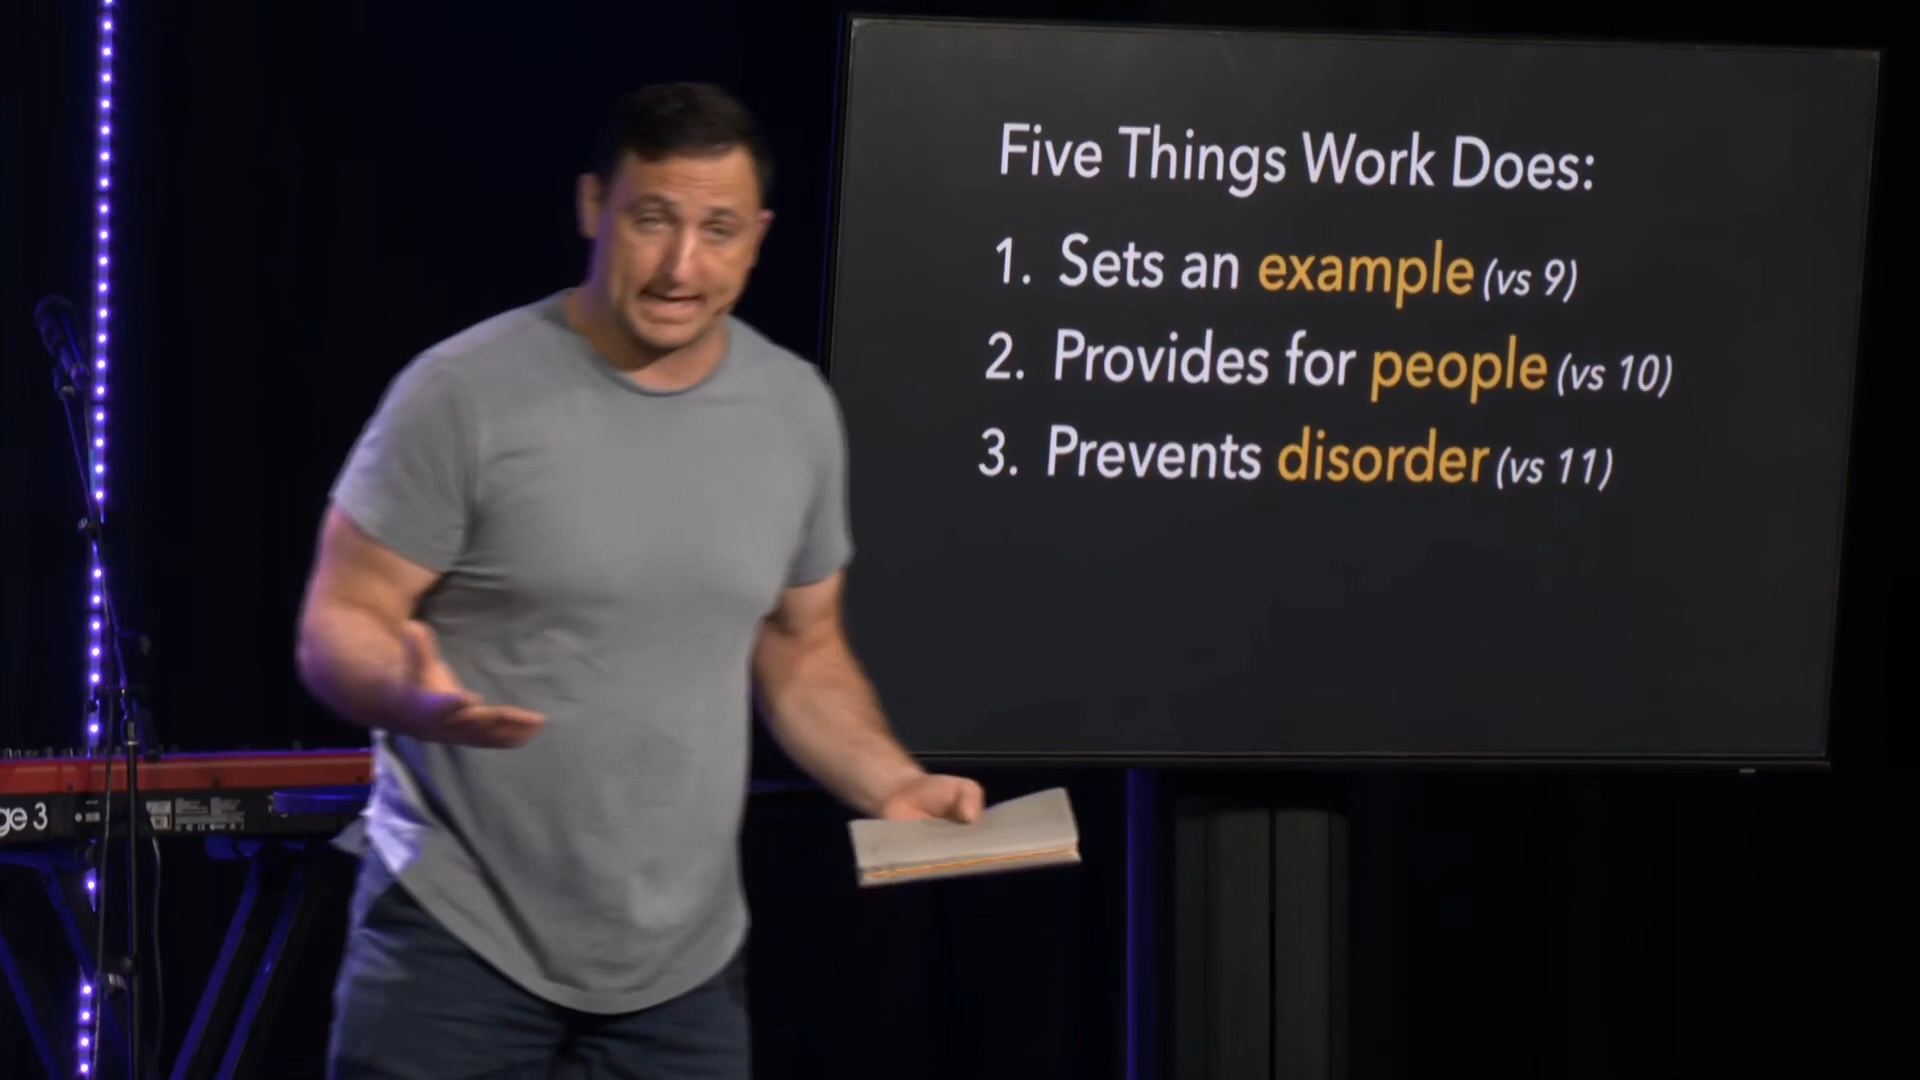 Five Things Work Does:
1. Sets an example (vs 9)
2. Provides for people (vs 10)
3. Prevents disorder (vs 11)
ge 3